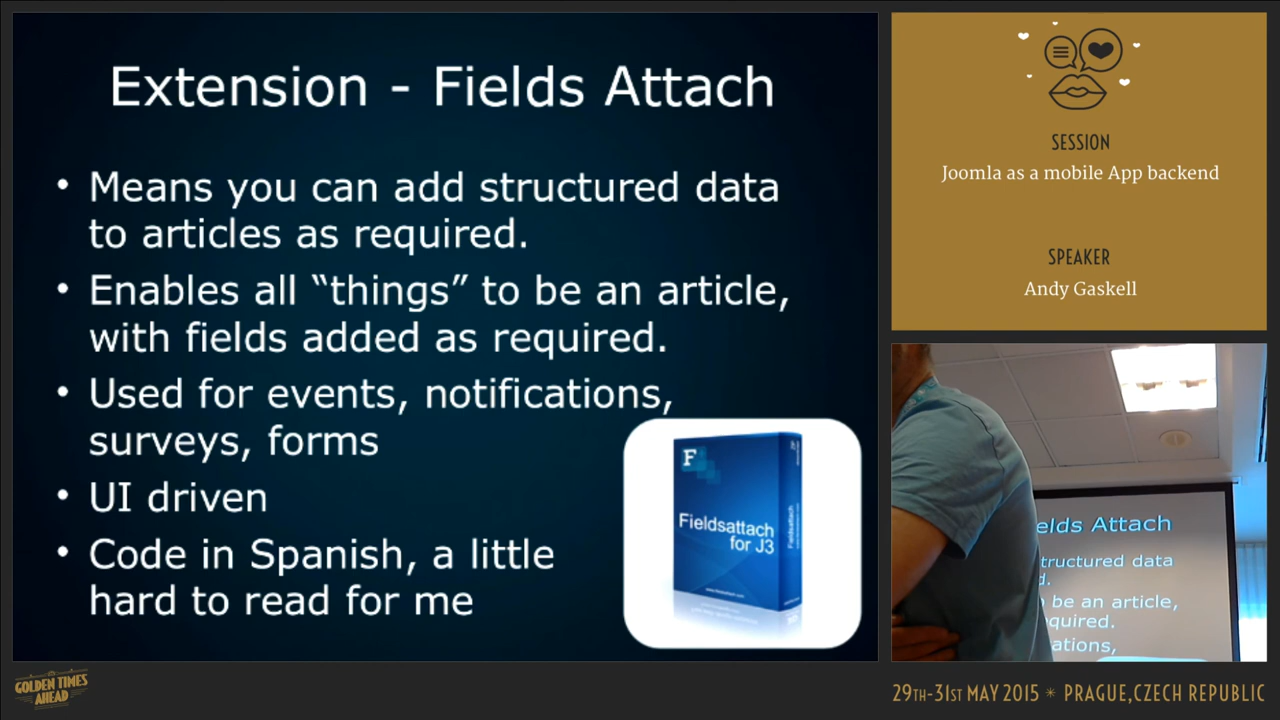 Extension - Fields Attach
• Means you can add structured data
to articles as required.
• Enables all “things” to be an article,
with fields added as required.
• Used for events, notifications,
surveys, forms
• UI driven
• Code in Spanish, a little
hard to read for me
F
Fieldsattach
for J3
Fieldsattach
SESSION
Joomla as a mobile App backend
SPEAKER
Andy Gaskell
elds Attach
tructured data
d.
be an article,
quired.
ations,
GOLDEN TIMES
AHEAD
29TH-31ST MAY 2015 * PRAGUE,CZECH REPUBLIC